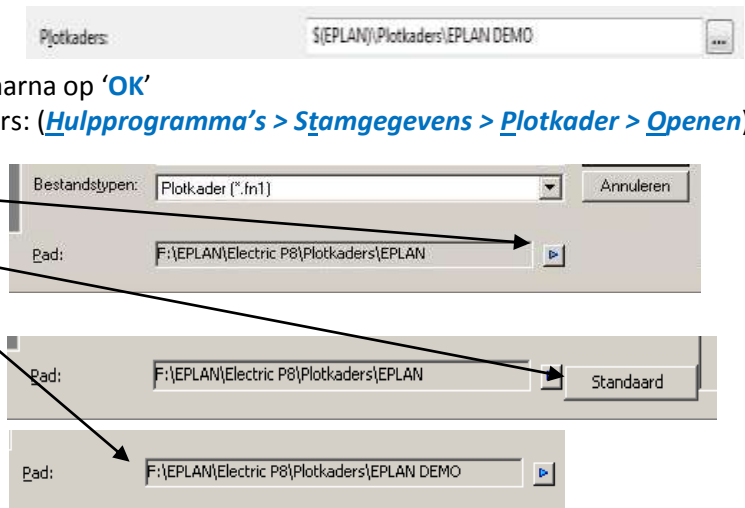 Plotkaders: $(EPLAN)\Plotkaders\EPLAN DEMO ...
arna op ‘OK’
rs: (Hulpprogramma’s > Stamgegevens > Plotkader > Openen)
Bestandstypen: Plotkader (*.fn1) Annuleren
Pad: F:\EPLAN\Electric P8\Plotkaders\EPLAN
Pad: F:\EPLAN\Electric P8\Plotkaders\EPLAN Standaard
Pad: F:\EPLAN\Electric P8\Plotkaders\EPLAN DEMO